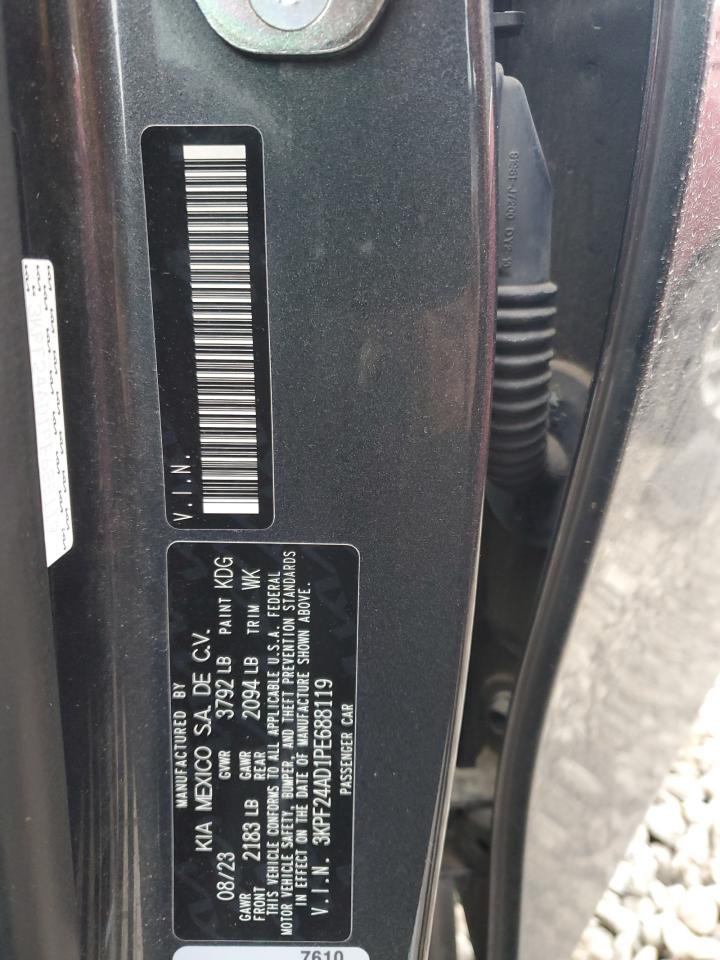 V.I.N.
MANUFACTURED BY
KIA MEXICO S.A. DE C.V.
08/23 GVWR 3792 LB PAINT KDG
GAWR FRONT 2183 LB GAWR REAR 2094 LB TRIM WK
THIS VEHICLE CONFORMS TO ALL APPLICABLE U.S.A. FEDERAL
MOTOR VEHICLE SAFETY, BUMPER, AND THEFT PREVENTION STANDARDS
IN EFFECT ON THE DATE OF MANUFACTURE SHOWN ABOVE.
V.I.N. 3KPF24AD1PE688119
PASSENGER CAR
7610